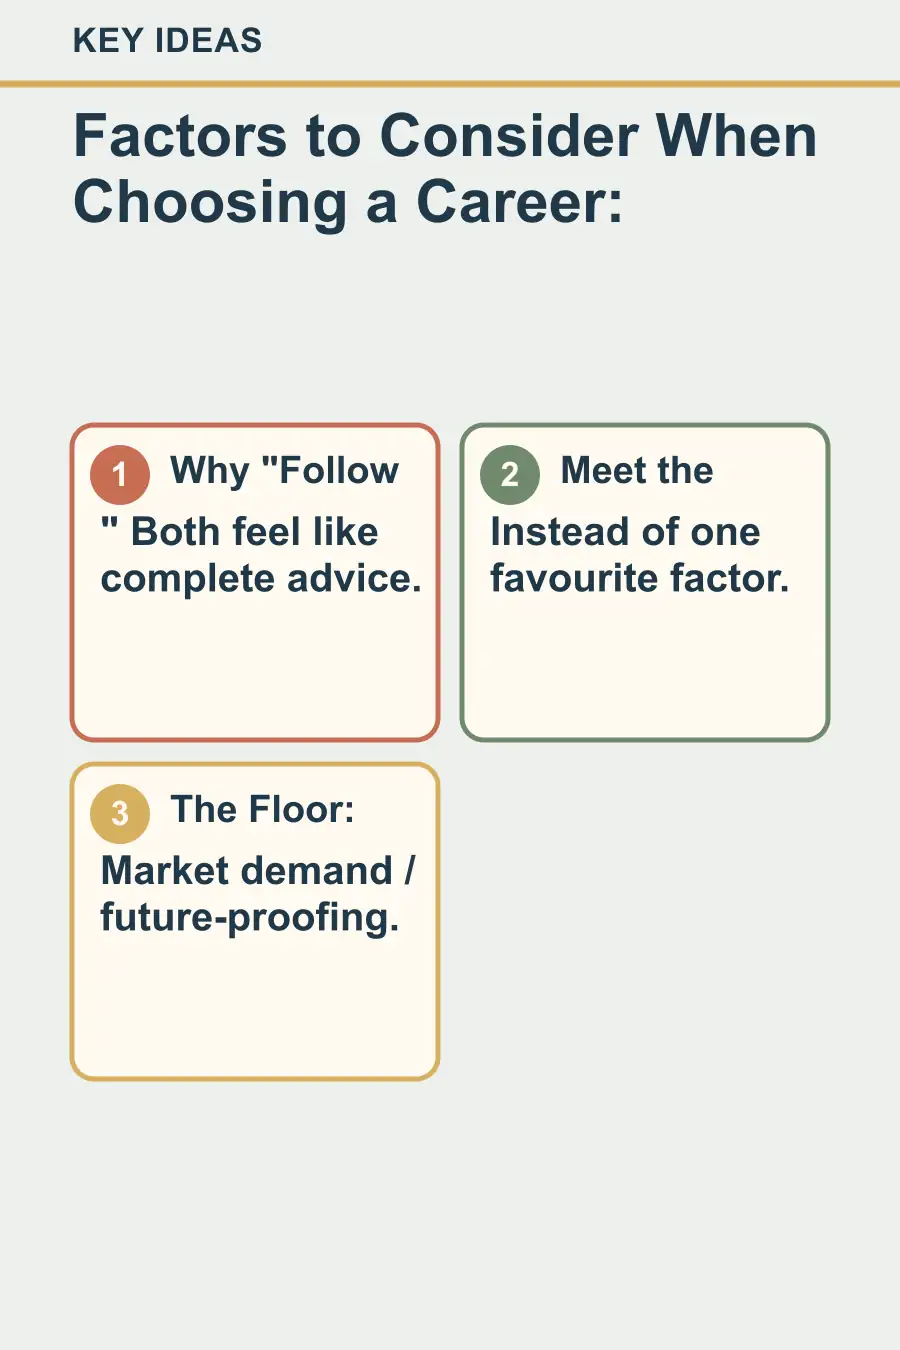 KEY IDEAS
Factors to Consider When
Choosing a Career:
1 Why "Follow
" Both feel like
complete advice.
2 Meet the
Instead of one
favourite factor.
3 The Floor:
Market demand /
future-proofing.